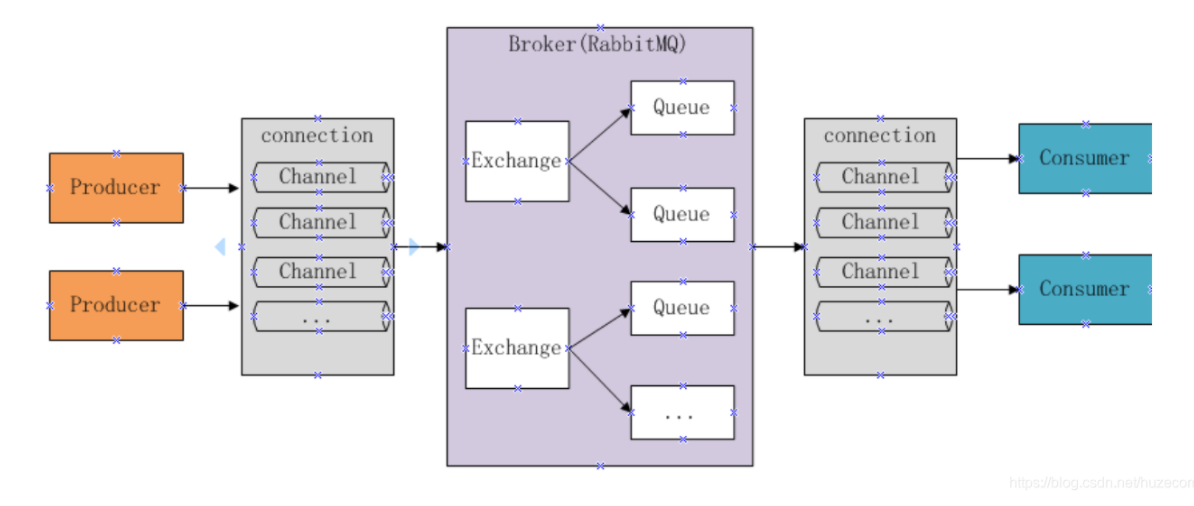 Broker(RabbitMQ)
Producer
Producer
connection
Channel
Channel
Channel
...
Exchange
Queue
Queue
Exchange
Queue
...
connection
Channel
Channel
Channel
...
Consumer
Consumer
https://blog.csdn.net/huzecom